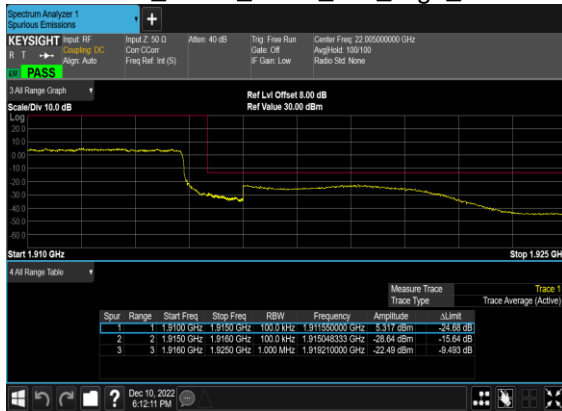 Spectrum Analyzer 1
Spurious Emissions
KEYSIGHT Input: RF Input Z: 50 Ω Atten: 40 dB Trig: Free Run Center Freq: 22.005000000 GHz
R T Coupling: DC Corr CCorr Gate: Off Avg|Hold: 100/100
Align: Auto Freq Ref: Int (S) IF Gain: Low Radio Std: None
PASS
3 All Range Graph
Ref Lvl Offset 8.00 dB
Scale/Div 10.0 dB Ref Value 30.00 dBm
Log
20.0
10.0
0.00
-10.0
-20.0
-30.0
-40.0
-50.0
-60.0
Start 1.910 GHz Stop 1.925 GH
4 All Range Table
Measure Trace Trace 1
Trace Type Trace Average (Active)
Spur Range Start Freq Stop Freq RBW Frequency Amplitude ΔLimit
1 1 1.9100 GHz 1.9150 GHz 100.0 kHz 1.911550000 GHz 5.317 dBm -24.68 dB
2 2 1.9150 GHz 1.9160 GHz 100.0 kHz 1.915048333 GHz -28.64 dBm -15.64 dB
3 3 1.9160 GHz 1.9250 GHz 1.000 MHz 1.919210000 GHz -22.49 dBm -9.493 dB
? Dec 10, 2022
6:12:11 PM